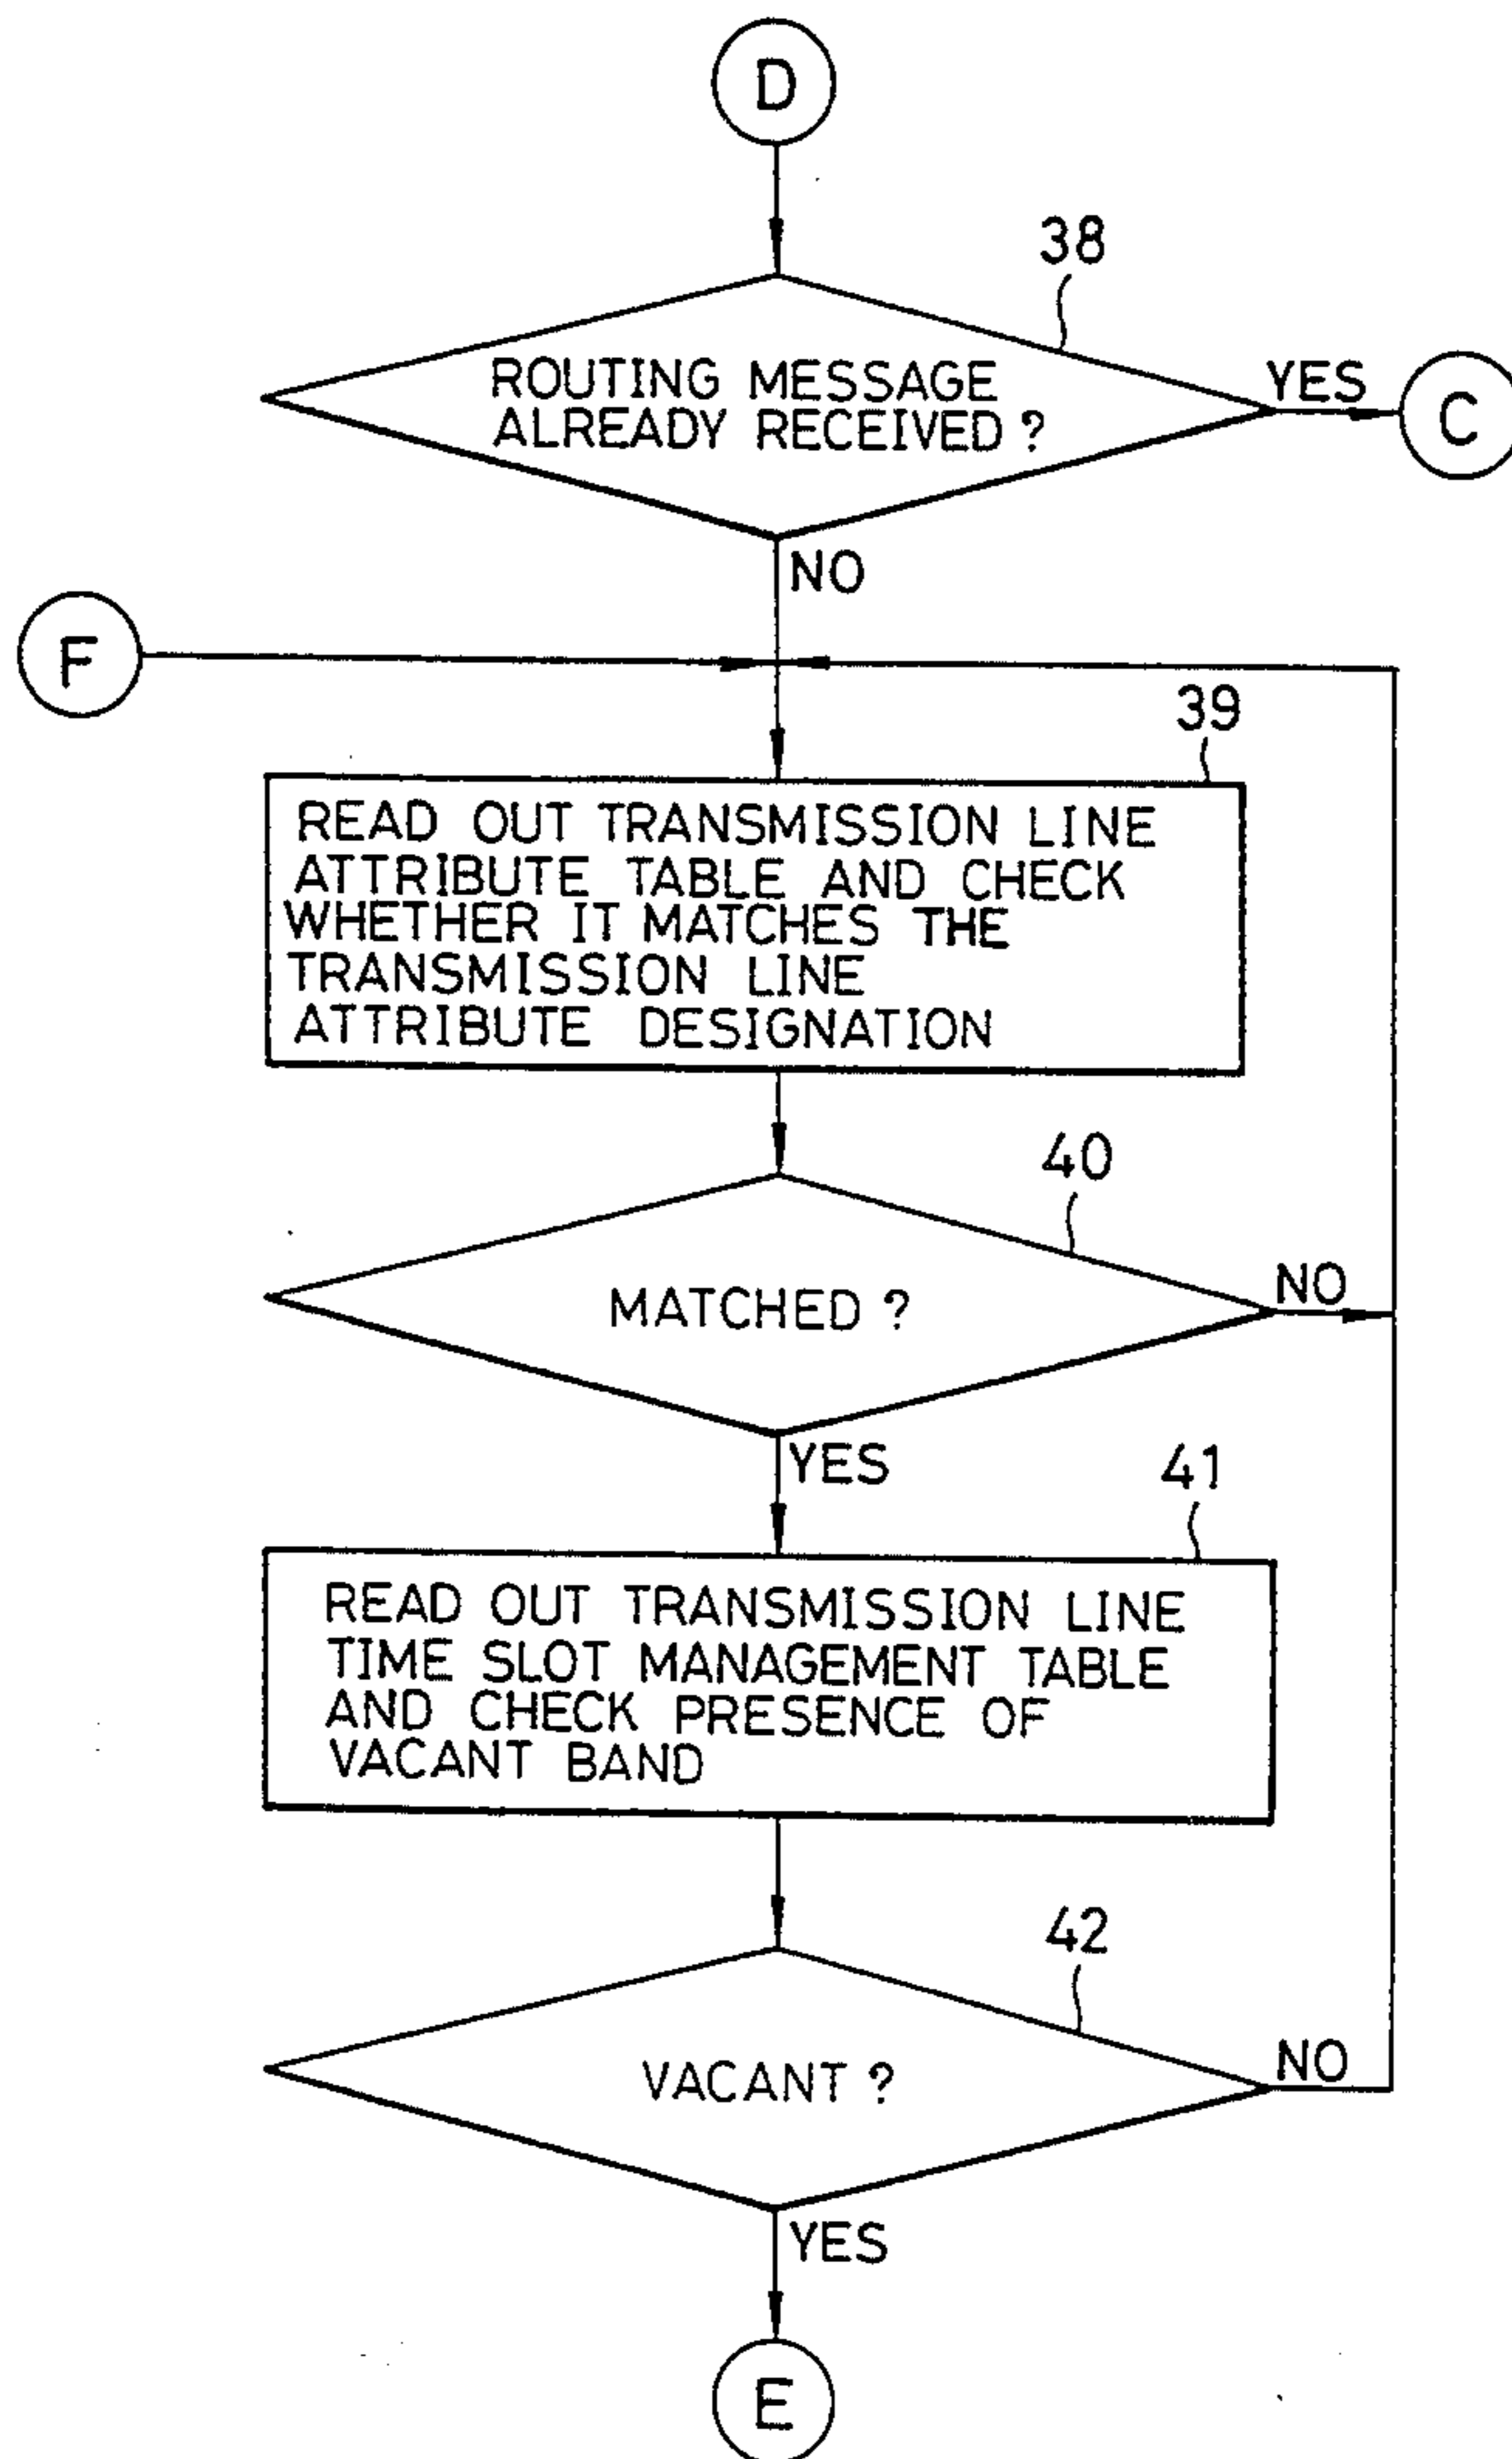 D
38
ROUTING MESSAGE
ALREADY RECEIVED ?
YES
C
NO
F
39
READ OUT TRANSMISSION LINE
ATTRIBUTE TABLE AND CHECK
WHETHER IT MATCHES THE
TRANSMISSION LINE
ATTRIBUTE DESIGNATION
40
MATCHED ?
NO
YES
41
READ OUT TRANSMISSION LINE
TIME SLOT MANAGEMENT TABLE
AND CHECK PRESENCE OF
VACANT BAND
42
VACANT ?
NO
YES
E